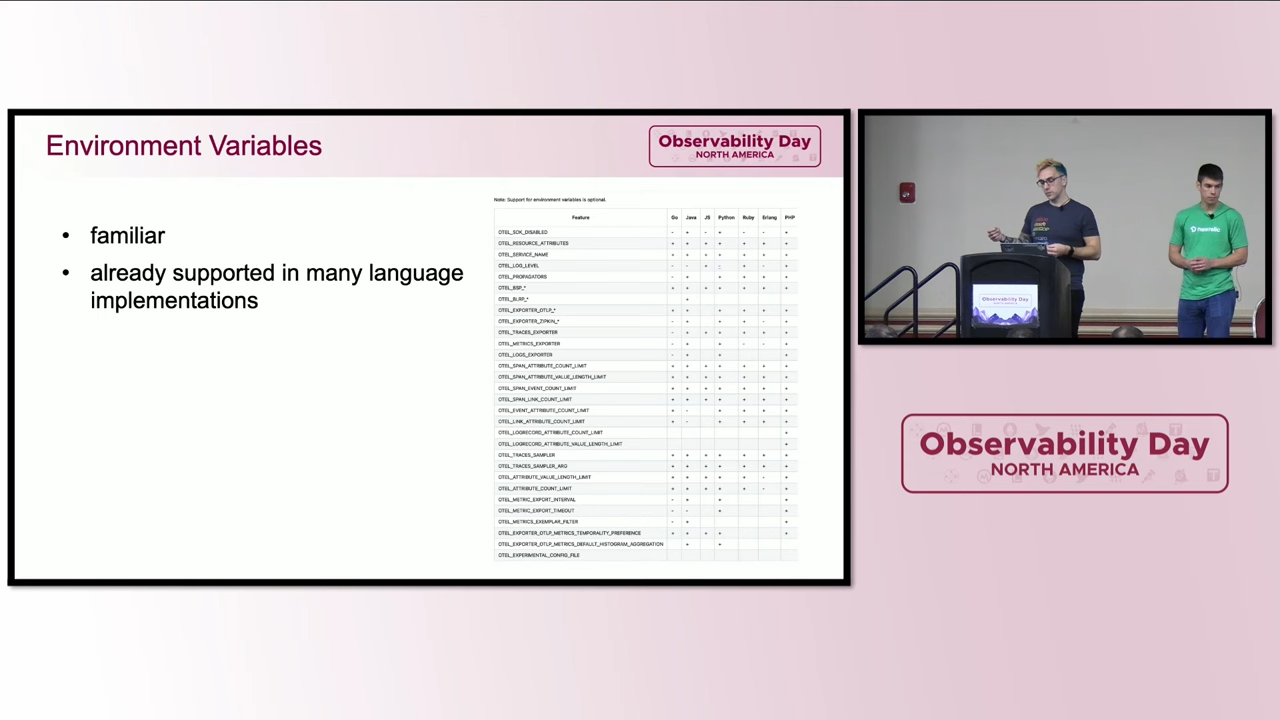 Environment Variables
Observability Day
NORTH AMERICA
• familiar
• already supported in many language
implementations
Note: Support for environment variables is optional.
Feature Go Java JS Python Ruby Erlang PHP
OTEL_SDK_DISABLED - + - + - - +
OTEL_RESOURCE_ATTRIBUTES + + + + + + +
OTEL_SERVICE_NAME + + + + + + +
OTEL_LOG_LEVEL - - + - + - +
OTEL_PROPAGATORS - + + + + +
OTEL_BSP_* + + + + + + +
OTEL_BLRP_* +
OTEL_EXPORTER_OTLP_* + + + + + +
OTEL_EXPORTER_ZIPKIN_* - + + + - +
OTEL_TRACES_EXPORTER - + + + + + +
OTEL_METRICS_EXPORTER - + + - - +
OTEL_LOGS_EXPORTER - + + +
OTEL_SPAN_ATTRIBUTE_COUNT_LIMIT + + + + + + +
OTEL_SPAN_ATTRIBUTE_VALUE_LENGTH_LIMIT + + + + + + +
OTEL_SPAN_EVENT_COUNT_LIMIT + + + + + + +
OTEL_SPAN_LINK_COUNT_LIMIT + + + + + + +
OTEL_EVENT_ATTRIBUTE_COUNT_LIMIT + - + + + +
OTEL_LINK_ATTRIBUTE_COUNT_LIMIT + - + + + +
OTEL_LOGRECORD_ATTRIBUTE_COUNT_LIMIT +
OTEL_LOGRECORD_ATTRIBUTE_VALUE_LENGTH_LIMIT +
OTEL_TRACES_SAMPLER + + + + + + +
OTEL_TRACES_SAMPLER_ARG + + + + + + +
OTEL_ATTRIBUTE_VALUE_LENGTH_LIMIT + + + + + - +
OTEL_ATTRIBUTE_COUNT_LIMIT + + + + + - +
OTEL_METRIC_EXPORT_INTERVAL - + + +
OTEL_METRIC_EXPORT_TIMEOUT - - + +
OTEL_METRICS_EXEMPLAR_FILTER - + +
OTEL_EXPORTER_OTLP_METRICS_TEMPORALITY_PREFERENCE + + + + +
OTEL_EXPORTER_OTLP_METRICS_DEFAULT_HISTOGRAM_AGGREGATION + +
OTEL_EXPERIMENTAL_CONFIG_FILE
new relic
Observability Day
Observability Day
NORTH AMERICA